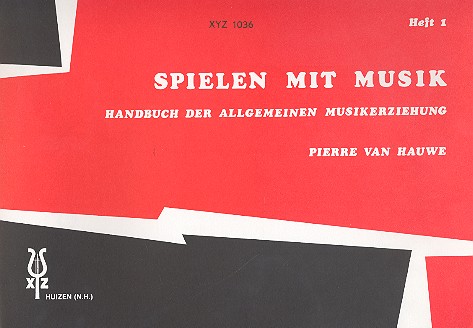 XYZ 1036
Heft 1
SPIELEN MIT MUSIK
HANDBUCH DER ALLGEMEINEN MUSIKERZIEHUNG
PIERRE VAN HAUWE
XYZ
HUIZEN (N.H.)